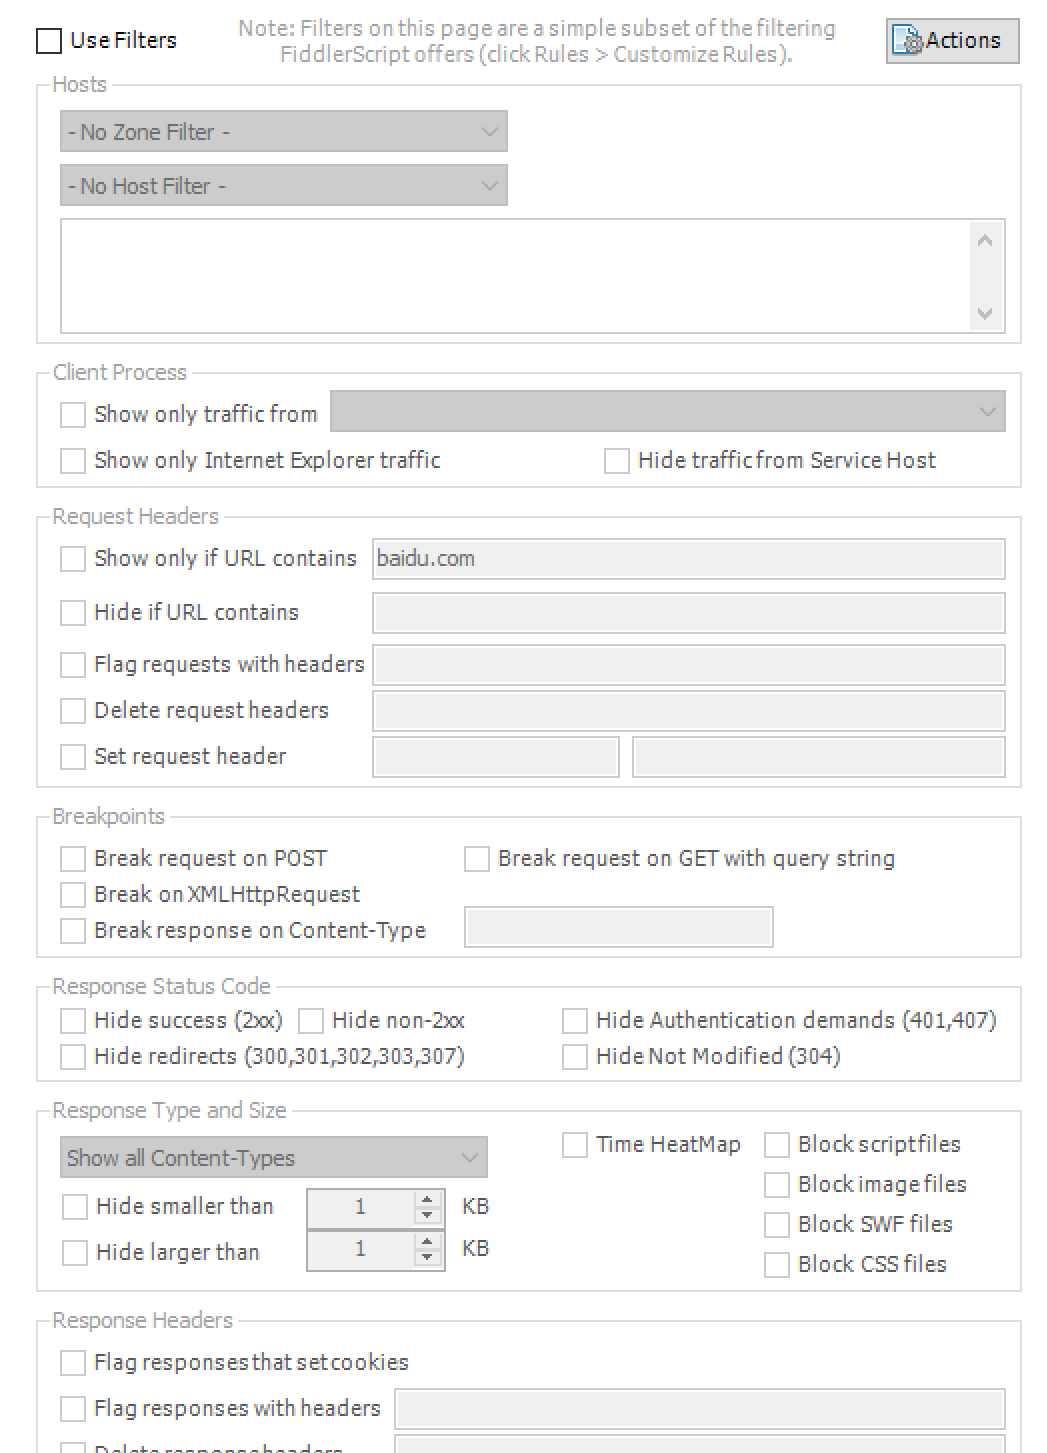 Use Filters
Note: Filters on this page are a simple subset of the filtering
FiddlerScript offers (click Rules > Customize Rules).
Actions
Hosts
- No Zone Filter -
- No Host Filter -
Client Process
Show only traffic from
Show only Internet Explorer traffic
Hide traffic from Service Host
Request Headers
Show only if URL contains baidu.com
Hide if URL contains
Flag requests with headers
Delete request headers
Set request header
Breakpoints
Break request on POST
Break request on GET with query string
Break on XMLHttpRequest
Break response on Content-Type
Response Status Code
Hide success (2xx)
Hide non-2xx
Hide Authentication demands (401,407)
Hide redirects (300,301,302,303,307)
Hide Not Modified (304)
Response Type and Size
Show all Content-Types
Time HeatMap
Block script files
Block image files
Hide smaller than 1 KB
Block SWF files
Hide larger than 1 KB
Block CSS files
Response Headers
Flag responses that set cookies
Flag responses with headers
Delete response headers